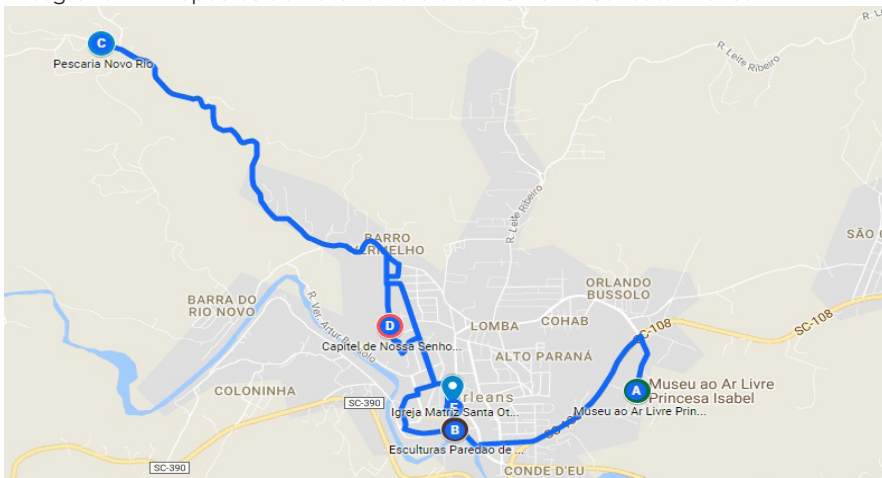 C
Pescaria Novo Rio
R. Leite Ribeiro
R. Leite Ribeiro
BARRO
VERMELHO
SÃO
BARRA DO
RIO NOVO
ORLANDO
BUSSOLO
D
LOMBA
COHAB
SC-108
SC-108
Capitel de Nossa Senho...
ALTO PARANÁ
COLONINHA
SC-390
Igreja Matriz Santa Ot...
A
Museu ao Ar Livre
Princesa Isabel
Museu ao Ar Livre Prin...
B
Esculturas Paredão de ...
SC-390
CONDE D'EU